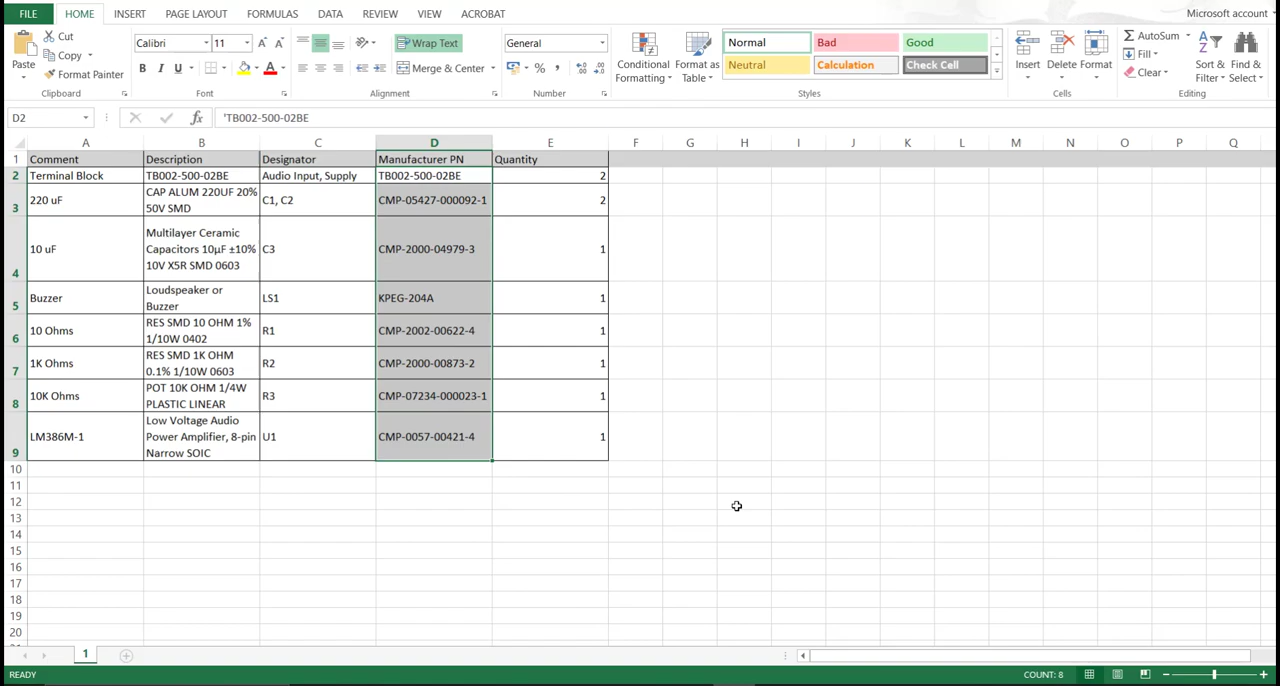 FILE HOME INSERT PAGE LAYOUT FORMULAS DATA REVIEW VIEW ACROBAT Microsoft account
Paste Cut Copy Format Painter Clipboard
Calibri 11 A A B I U A Font
Wrap Text Merge & Center Alignment
General % , Number
Conditional Formatting Format as Table Normal Bad Good Neutral Calculation Check Cell Styles
Insert Delete Format Cells
AutoSum Fill Clear Sort & Filter Find & Select Editing
D2 fx 'TB002-500-02BE
A B C D E F G H I J K L M N O P Q
1 Comment Description Designator Manufacturer PN Quantity
2 Terminal Block TB002-500-02BE Audio Input, Supply TB002-500-02BE 2
3 220 uF CAP ALUM 220UF 20% 50V SMD C1, C2 CMP-05427-000092-1 2
4 10 uF Multilayer Ceramic Capacitors 10µF ±10% 10V X5R SMD 0603 C3 CMP-2000-04979-3 1
5 Buzzer Loudspeaker or Buzzer LS1 KPEG-204A 1
6 10 Ohms RES SMD 10 OHM 1% 1/10W 0402 R1 CMP-2002-00622-4 1
7 1K Ohms RES SMD 1K OHM 0.1% 1/10W 0603 R2 CMP-2000-00873-2 1
8 10K Ohms POT 10K OHM 1/4W PLASTIC LINEAR R3 CMP-07234-000023-1 1
9 LM386M-1 Low Voltage Audio Power Amplifier, 8-pin Narrow SOIC U1 CMP-0057-00421-4 1
10
11
12
13
14
15
16
17
18
19
20
1
READY COUNT: 8